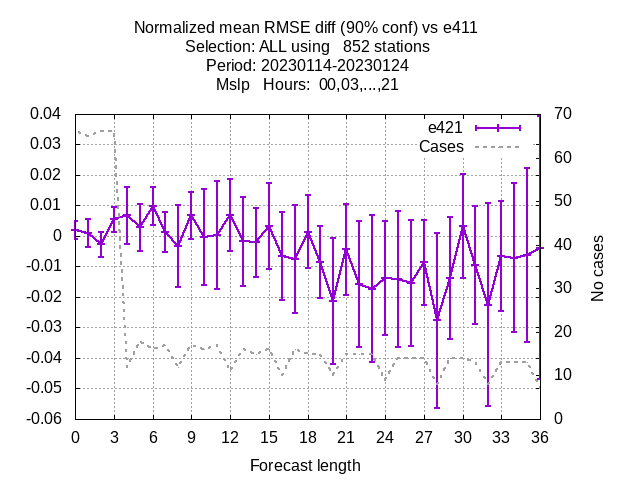 Normalized mean RMSE diff (90% conf) vs e411
Selection: ALL using   852 stations
Period: 20230114-20230124
Mslp   Hours:  00,03,...,21
0.04
0.03
0.02
0.01
0
-0.01
-0.02
-0.03
-0.04
-0.05
-0.06
e421
Cases
70
60
50
40
30
20
10
0
No cases
0 3 6 9 12 15 18 21 24 27 30 33 36
Forecast length